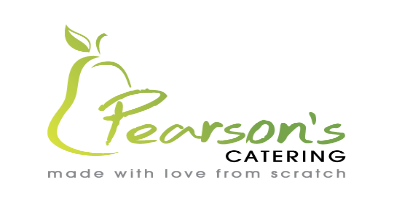 Pearson's
CATERING
made with love from scratch